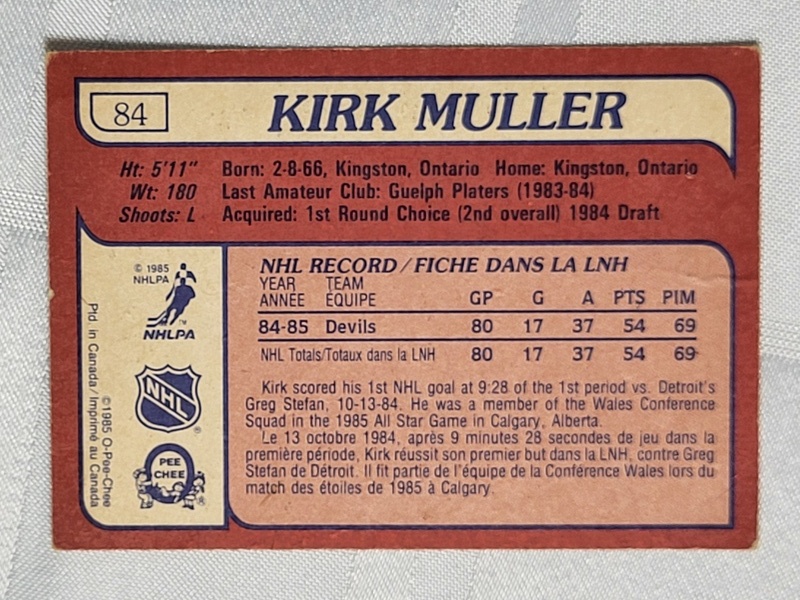 84
KIRK MULLER
Ht: 5'11" Born: 2-8-66, Kingston, Ontario Home: Kingston, Ontario
Wt: 180 Last Amateur Club: Guelph Platers (1983-84)
Shoots: L Acquired: 1st Round Choice (2nd overall) 1984 Draft
© 1985
NHLPA
TM
NHLPA
NHL
®
PEE
CHEE
®
©1985 O-Pee-Chee
Ptd. in Canada/Imprimé au Canada
NHL RECORD/FICHE DANS LA LNH
YEAR TEAM
ANNÉE ÉQUIPE GP G A PTS PIM
84-85 Devils 80 17 37 54 69
NHL Totals/Totaux dans la LNH 80 17 37 54 69
Kirk scored his 1st NHL goal at 9:28 of the 1st period vs. Detroit's
Greg Stefan, 10-13-84. He was a member of the Wales Conference
Squad in the 1985 All Star Game in Calgary, Alberta.
Le 13 octobre 1984, après 9 minutes 28 secondes de jeu dans la
première période, Kirk réussit son premier but dans la LNH, contre Greg
Stefan de Détroit. Il fit partie de l'équipe de la Conférence Wales lors du
match des étoiles de 1985 à Calgary.